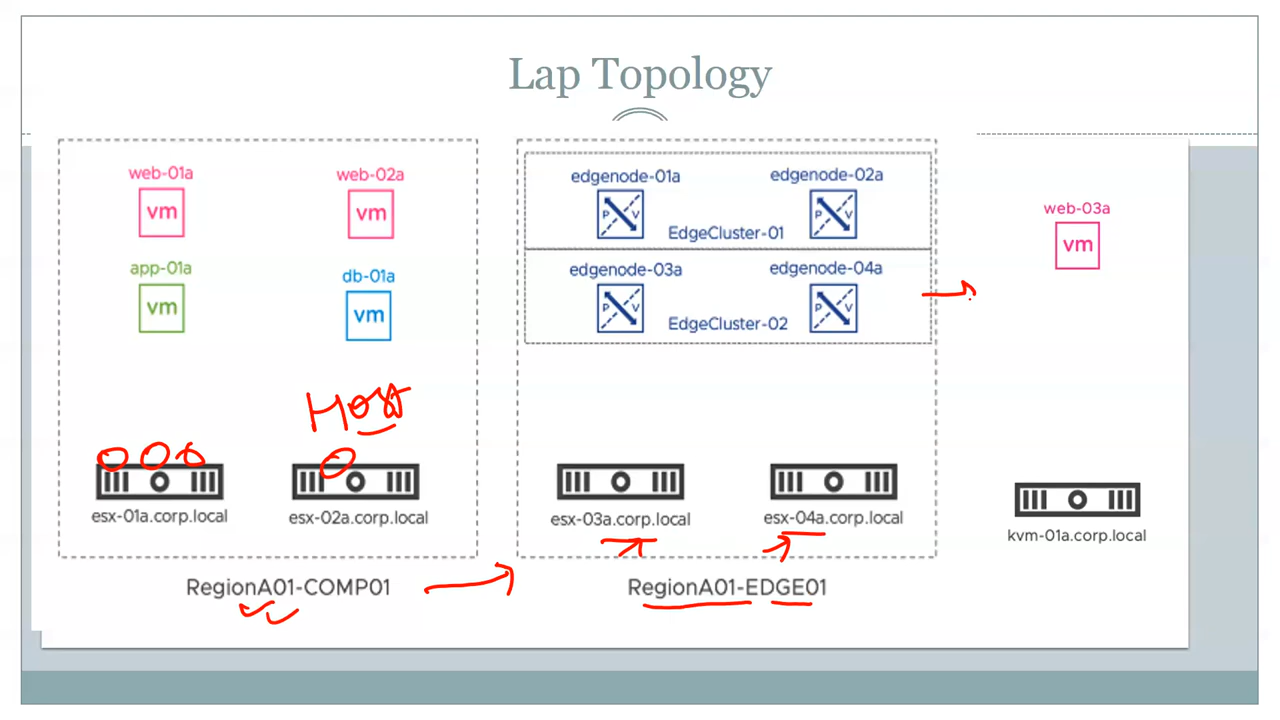 Lap Topology
web-01a
vm
web-02a
vm
app-01a
vm
db-01a
vm
Host
esx-01a.corp.local
esx-02a.corp.local
RegionA01-COMP01
edgenode-01a
P V
edgenode-02a
P V
EdgeCluster-01
edgenode-03a
P V
edgenode-04a
P V
EdgeCluster-02
esx-03a.corp.local
esx-04a.corp.local
RegionA01-EDGE01
web-03a
vm
kvm-01a.corp.local